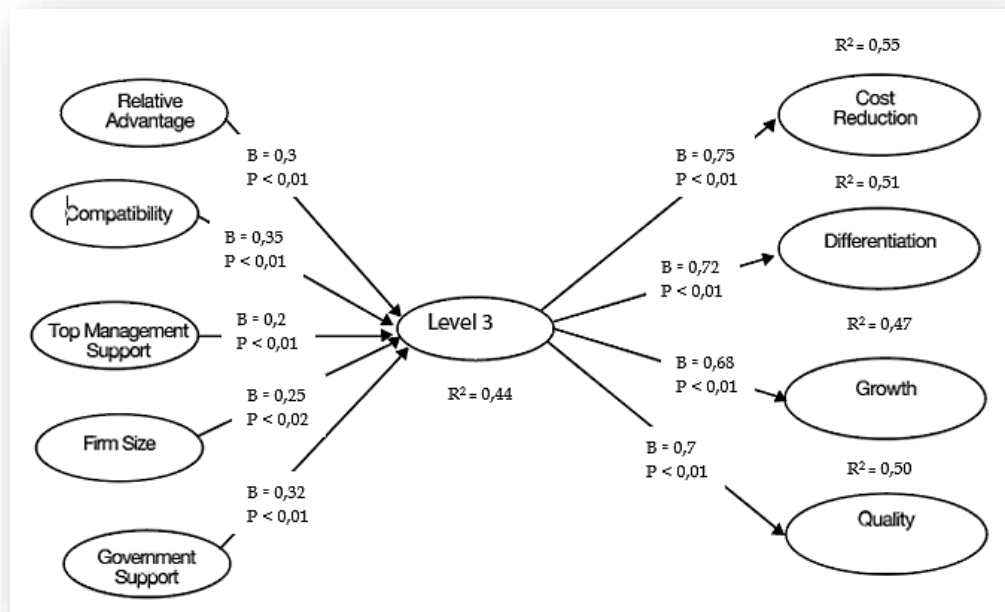 R² = 0,55
Relative
Advantage
Cost
Reduction
B = 0,3
P < 0,01
B = 0,75
P < 0,01
R² = 0,51
Compatibility
B = 0,35
P < 0,01
Differentiation
B = 0,72
P < 0,01
Top Management
Support
B = 0,2
P < 0,01
Level 3
R² = 0,47
B = 0,68
P < 0,01
Growth
R² = 0,44
B = 0,25
P < 0,02
Firm Size
B = 0,7
P < 0,01
R² = 0,50
B = 0,32
P < 0,01
Quality
Government
Support